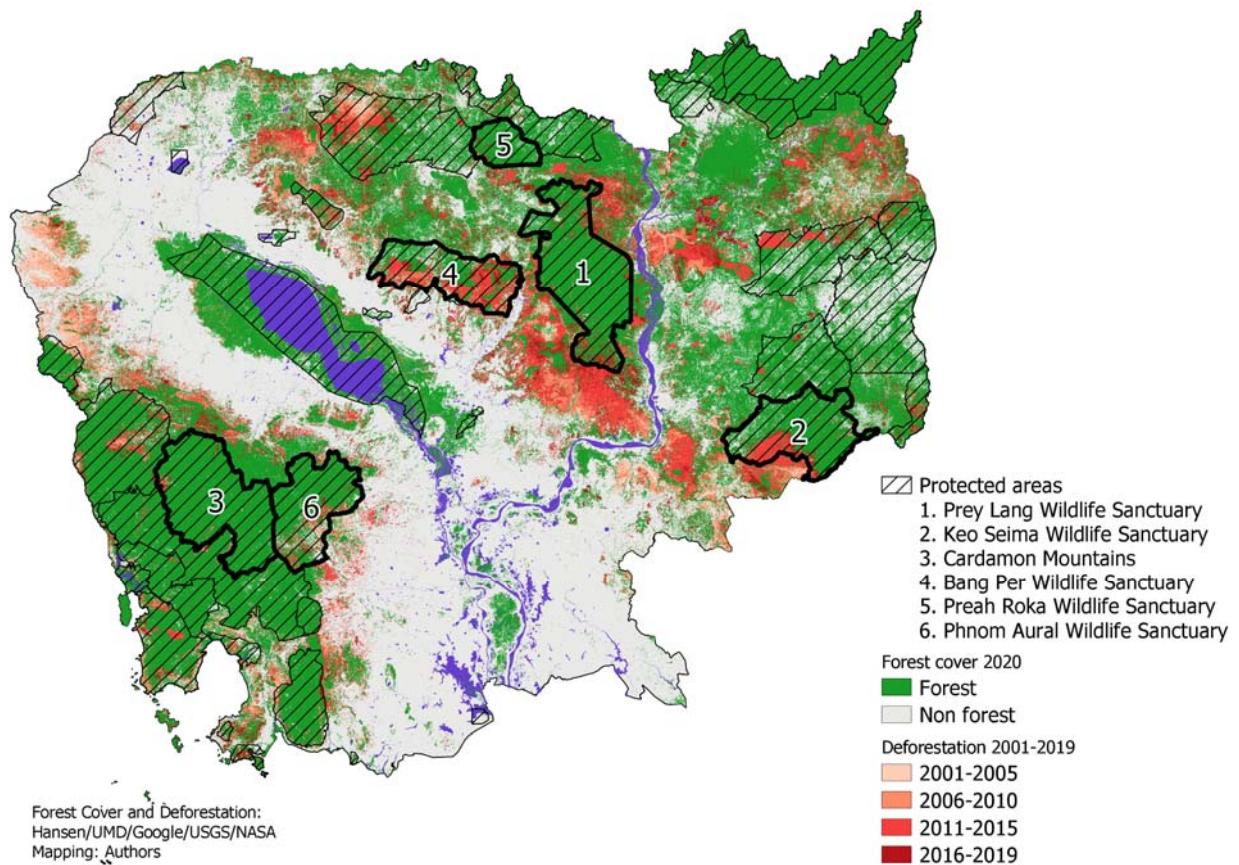 5
1
4
2
3
6
Protected areas
1. Prey Lang Wildlife Sanctuary
2. Keo Seima Wildlife Sanctuary
3. Cardamon Mountains
4. Bang Per Wildlife Sanctuary
5. Preah Roka Wildlife Sanctuary
6. Phnom Aural Wildlife Sanctuary
Forest cover 2020
Forest
Non forest
Deforestation 2001-2019
2001-2005
2006-2010
2011-2015
2016-2019
Forest Cover and Deforestation:
Hansen/UMD/Google/USGS/NASA
Mapping: Authors